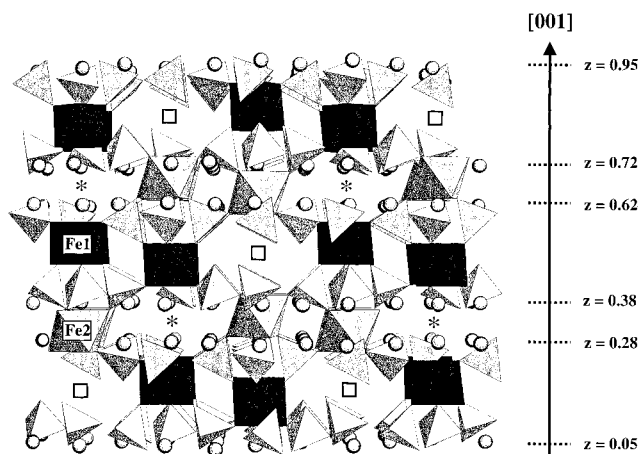 [001]
z = 0.95
z = 0.72
*
*
z = 0.62
Fe1
z = 0.38
Fe2
*
*
z = 0.28
z = 0.05